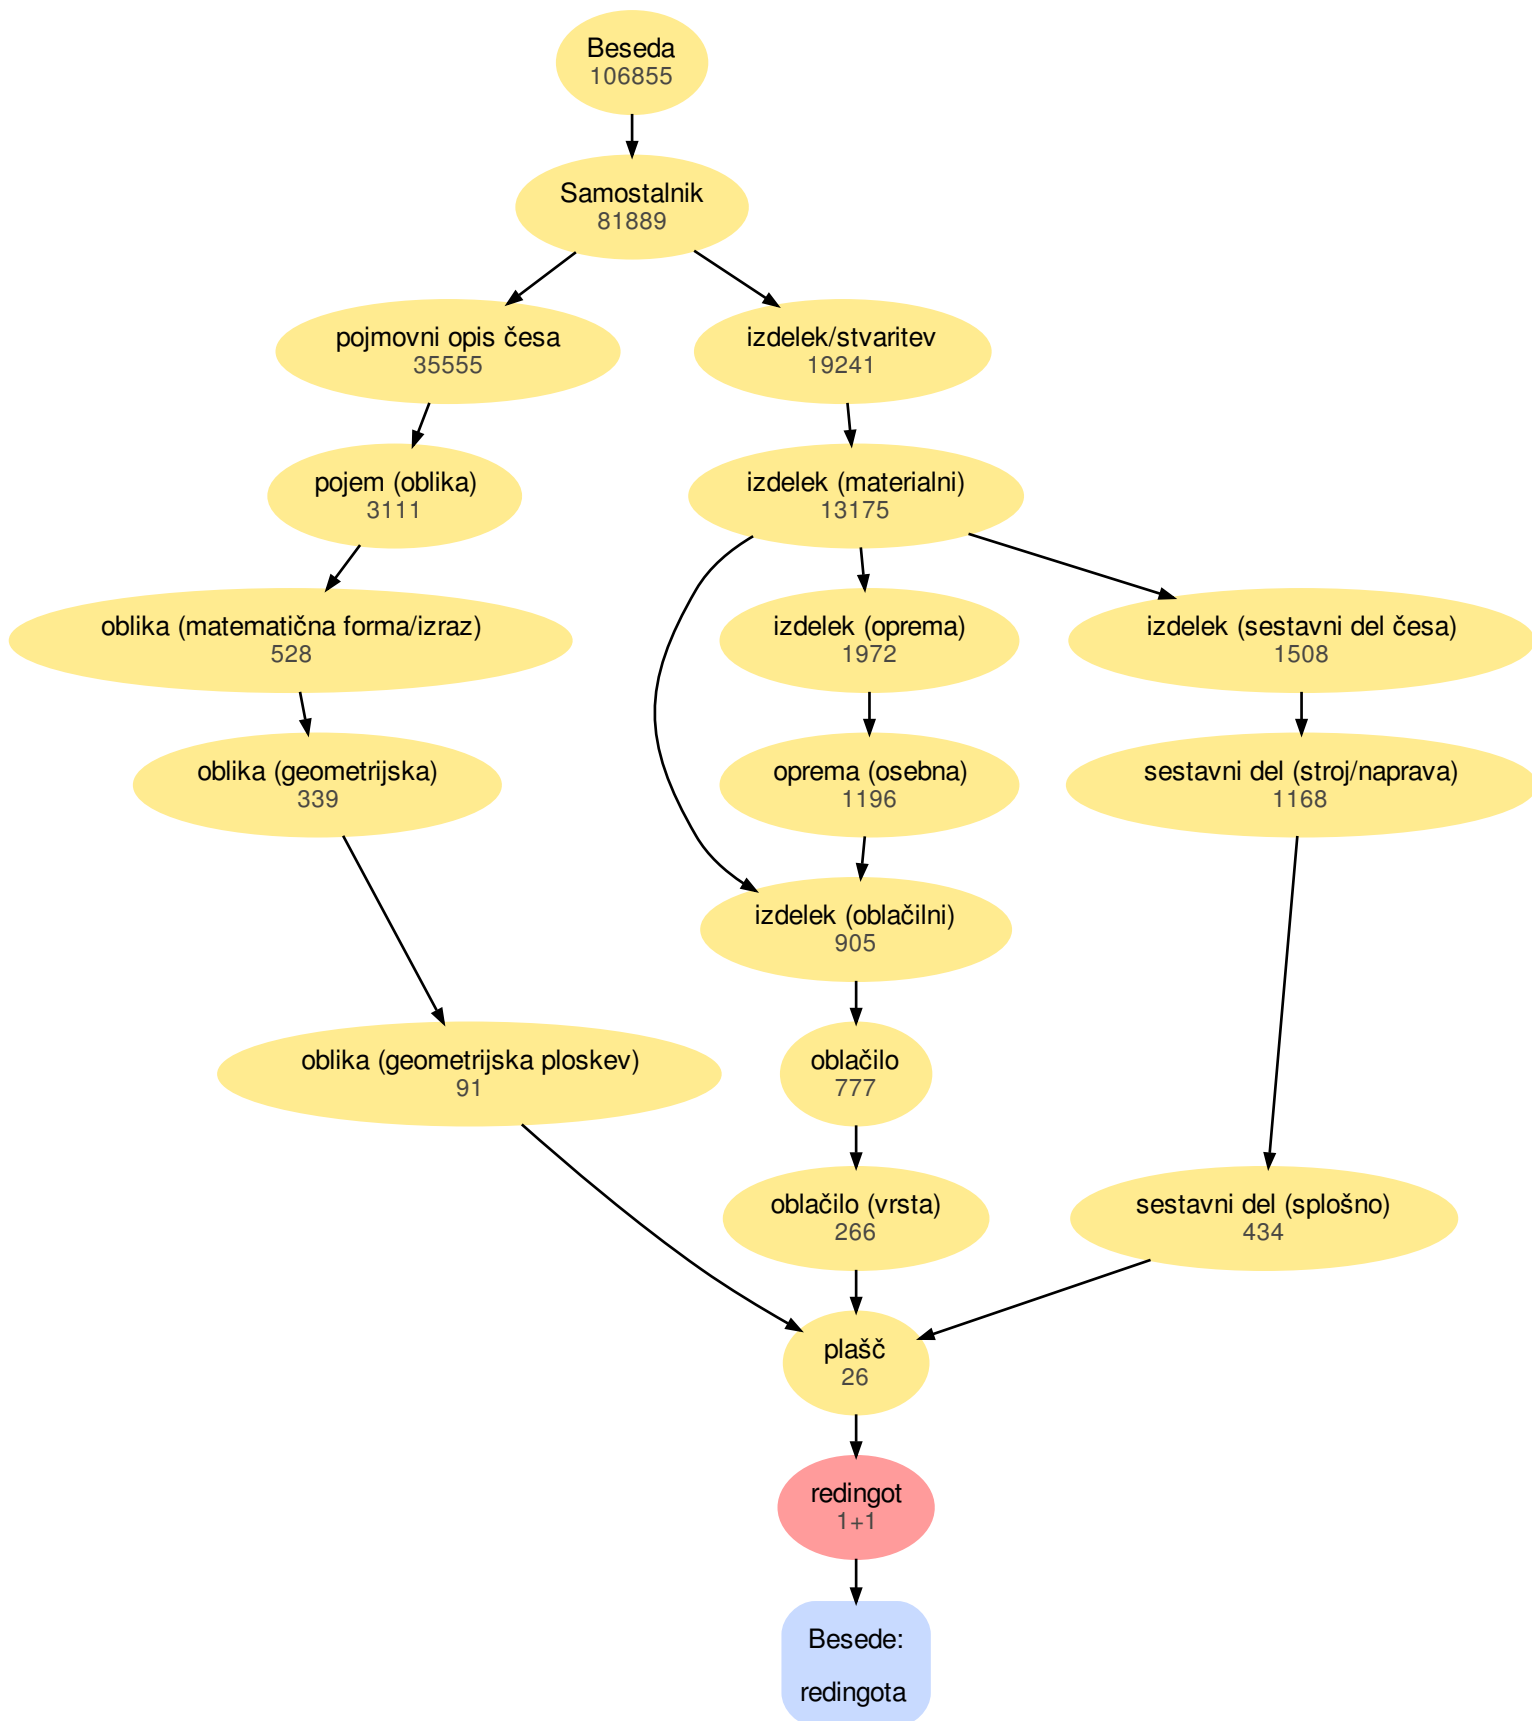 Beseda
106855
Samostalnik
81889
pojmovni opis česa
35555
izdelek/stvaritev
19241
pojem (oblika)
3111
izdelek (materialni)
13175
oblika (matematična forma/izraz)
528
izdelek (oprema)
1972
izdelek (sestavni del česa)
1508
oblika (geometrijska)
339
oprema (osebna)
1196
sestavni del (stroj/naprava)
1168
izdelek (oblačilni)
905
oblika (geometrijska ploskev)
91
oblačilo
777
oblačilo (vrsta)
266
sestavni del (splošno)
434
plašč
26
redingot
1+1
Besede:
redingota